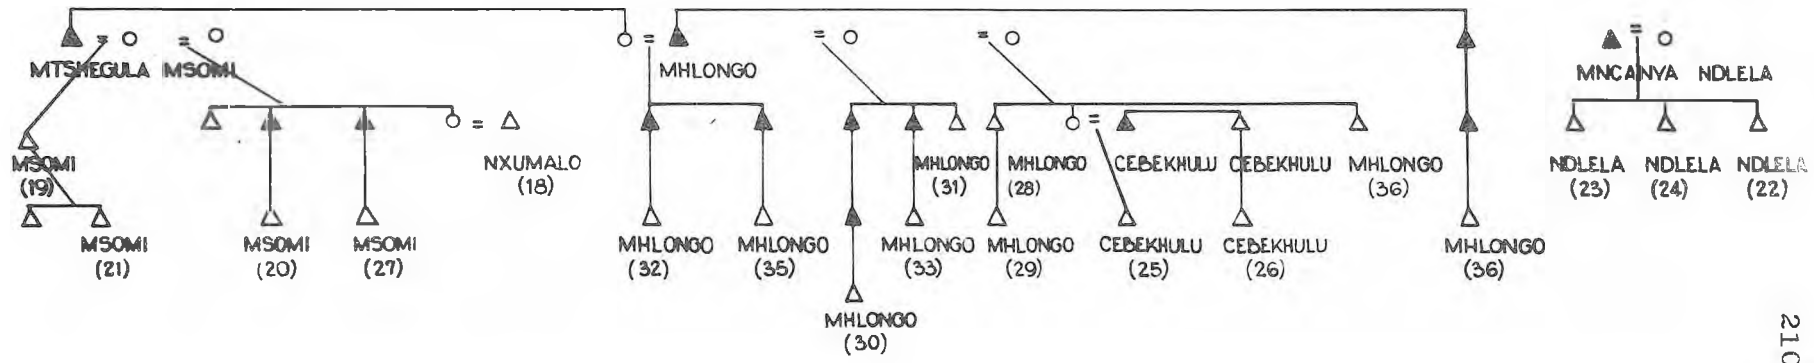 MTSHEGULA MSOMI MHLONGO MNCANYA NDLELA
MSOMI NXUMALO MHLONGO MHLONGO CEBEKHULU CEBEKHULU MHLONGO NDLELA NDLELA NDLELA
(19) (18) (31) (28) (36) (23) (24) (22)
MSOMI MSOMI MSOMI MHLONGO MHLONGO MHLONGO MHLONGO CEBEKHULU CEBEKHULU MHLONGO
(21) (20) (27) (32) (35) (33) (29) (25) (26) (36)
MHLONGO
(30)
210